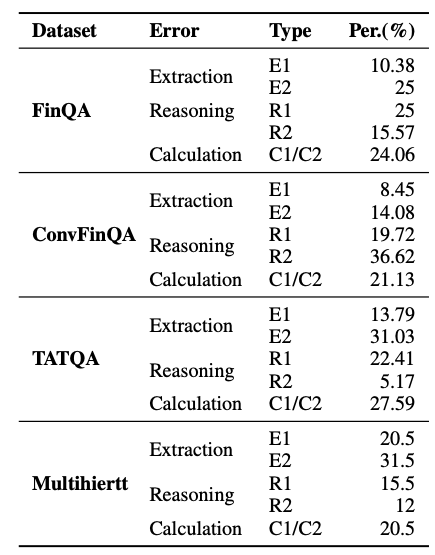 Dataset Error Type Per.(%)
FinQA Extraction E1 10.38
E2 25
Reasoning R1 25
R2 15.57
Calculation C1/C2 24.06
ConvFinQA Extraction E1 8.45
E2 14.08
Reasoning R1 19.72
R2 36.62
Calculation C1/C2 21.13
TATQA Extraction E1 13.79
E2 31.03
Reasoning R1 22.41
R2 5.17
Calculation C1/C2 27.59
Multihiertt Extraction E1 20.5
E2 31.5
Reasoning R1 15.5
R2 12
Calculation C1/C2 20.5